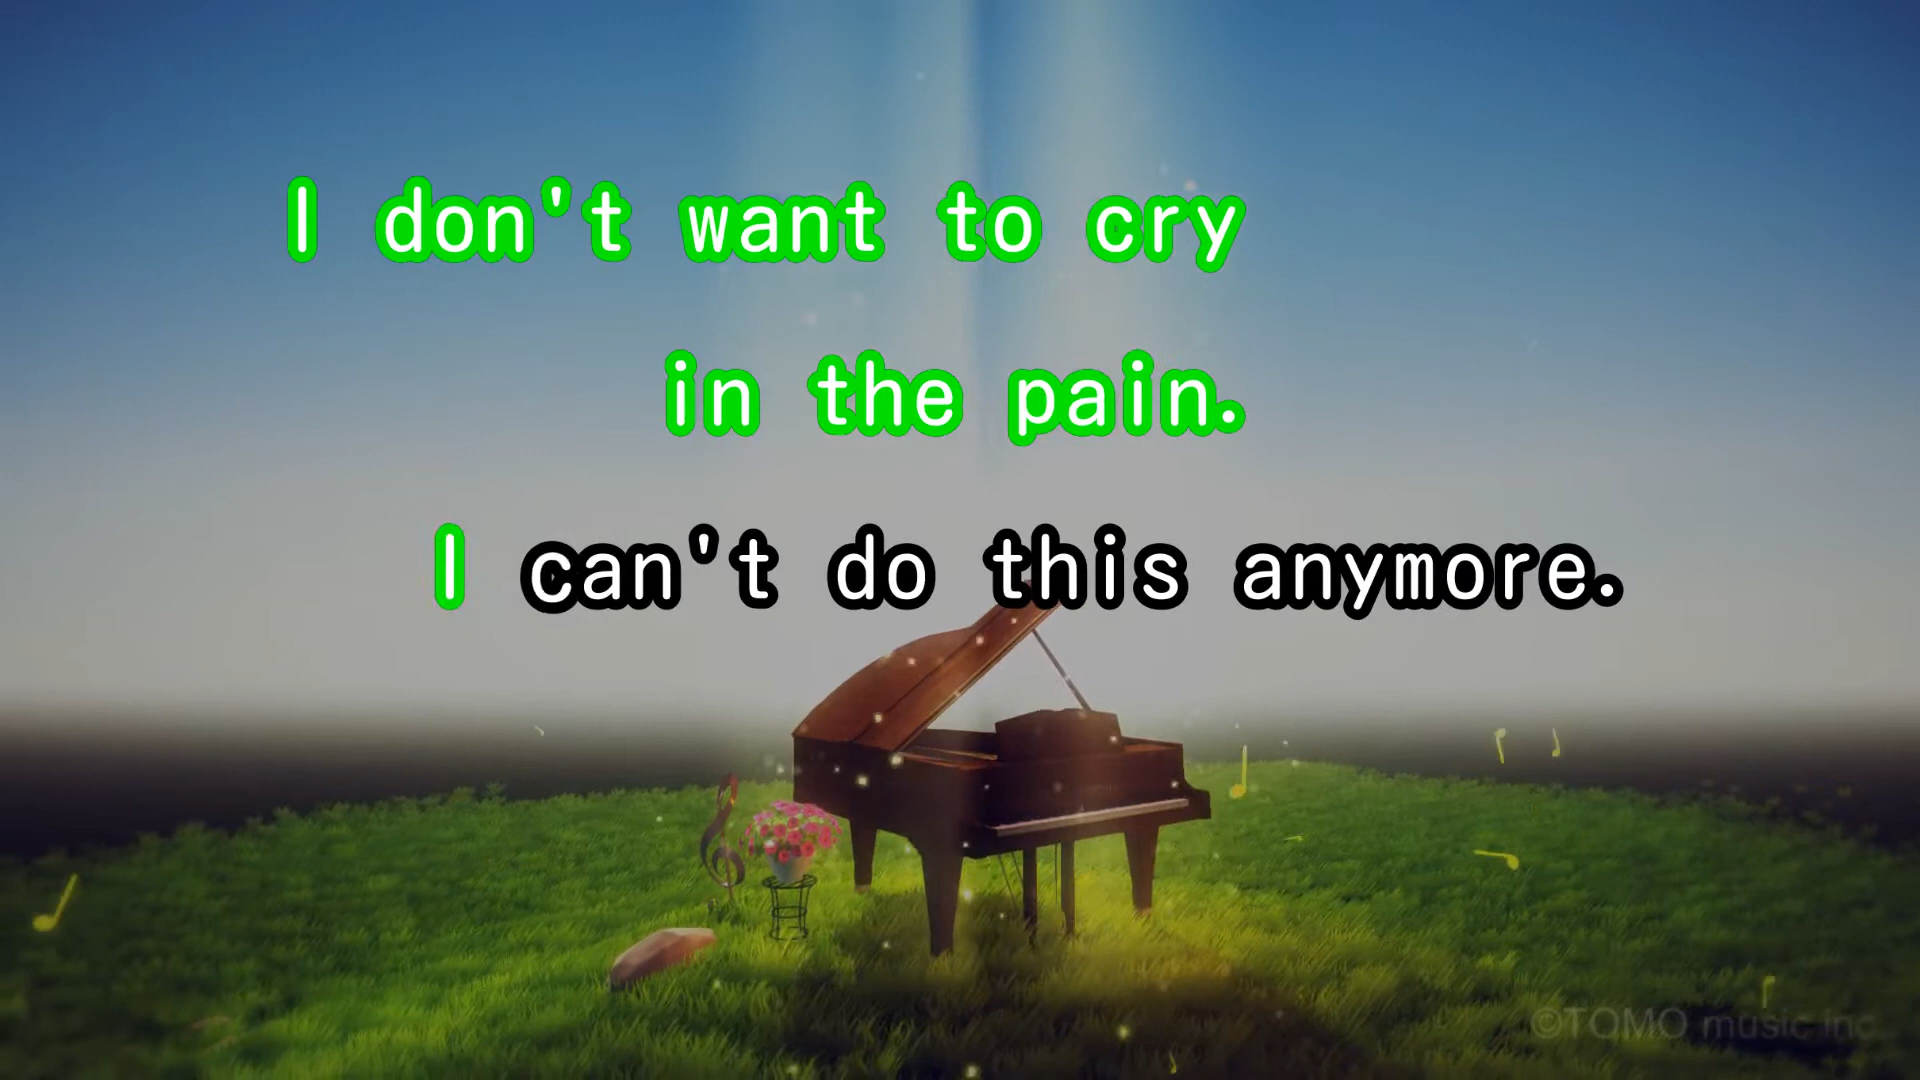 I don't want to cry
in the pain.
I can't do this anymore.
©TOMO music inc